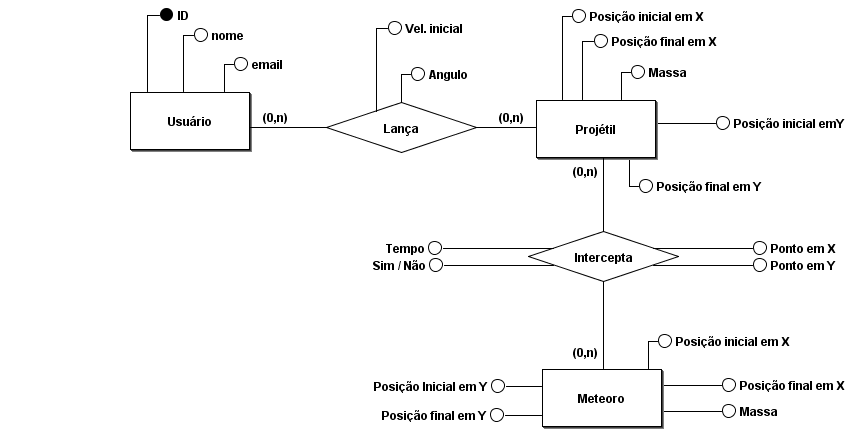 ID
nome
email
Usuário
(0,n)
Vel. inicial
Angulo
Lança
(0,n)
Posição inicial em X
Posição final em X
Massa
Projétil
Posição inicial emY
Posição final em Y
(0,n)
Tempo
Sim / Não
Intercepta
Ponto em X
Ponto em Y
(0,n)
Posição inicial em X
Posição Inicial em Y
Posição final em Y
Meteoro
Posição final em X
Massa